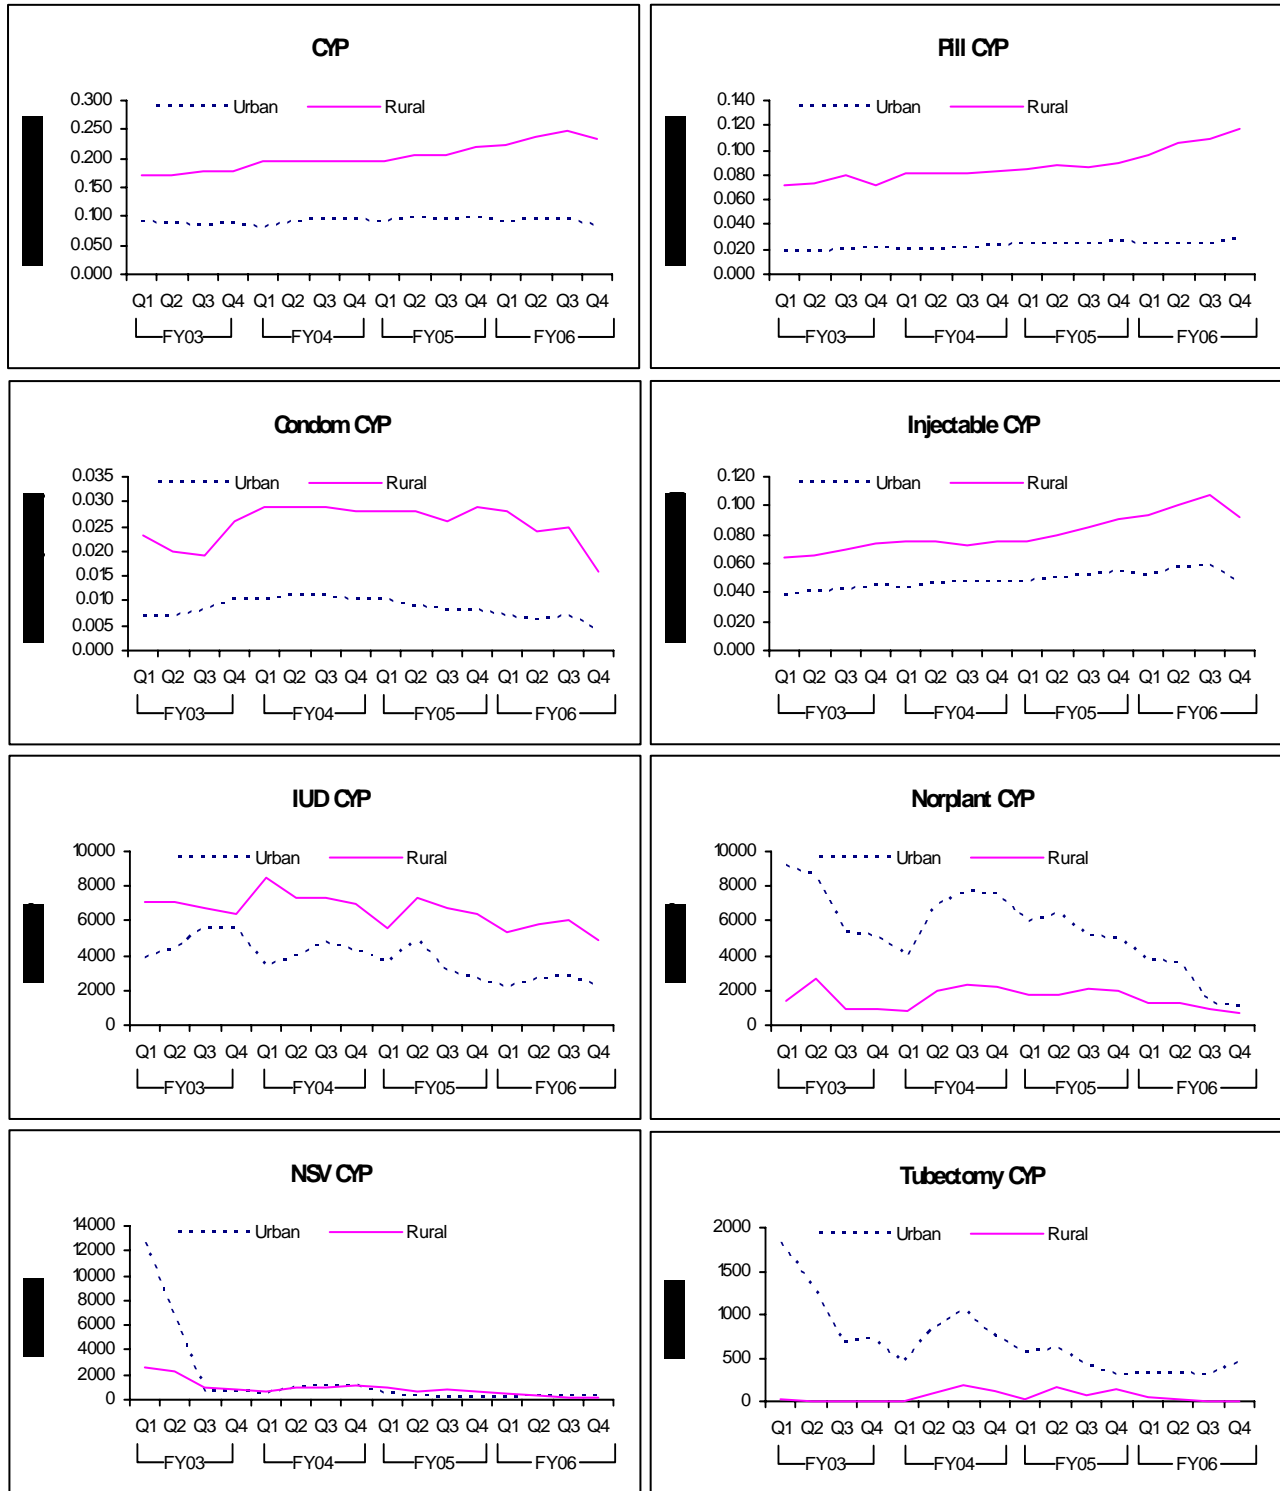 CYP
Urban Rural
0.300
0.250
0.200
0.150
0.100
0.050
0.000
Q1 Q2 Q3 Q4 Q1 Q2 Q3 Q4 Q1 Q2 Q3 Q4 Q1 Q2 Q3 Q4
FY03 FY04 FY05 FY06
Pill CYP
Urban Rural
0.140
0.120
0.100
0.080
0.060
0.040
0.020
0.000
Q1 Q2 Q3 Q4 Q1 Q2 Q3 Q4 Q1 Q2 Q3 Q4 Q1 Q2 Q3 Q4
FY03 FY04 FY05 FY06
Condom CYP
Urban Rural
0.035
0.030
0.025
0.020
0.015
0.010
0.005
0.000
Q1 Q2 Q3 Q4 Q1 Q2 Q3 Q4 Q1 Q2 Q3 Q4 Q1 Q2 Q3 Q4
FY03 FY04 FY05 FY06
Injectable CYP
Urban Rural
0.120
0.100
0.080
0.060
0.040
0.020
0.000
Q1 Q2 Q3 Q4 Q1 Q2 Q3 Q4 Q1 Q2 Q3 Q4 Q1 Q2 Q3 Q4
FY03 FY04 FY05 FY06
IUD CYP
Urban Rural
10000
8000
6000
4000
2000
0
Q1 Q2 Q3 Q4 Q1 Q2 Q3 Q4 Q1 Q2 Q3 Q4 Q1 Q2 Q3 Q4
FY03 FY04 FY05 FY06
Norplant CYP
Urban Rural
10000
8000
6000
4000
2000
0
Q1 Q2 Q3 Q4 Q1 Q2 Q3 Q4 Q1 Q2 Q3 Q4 Q1 Q2 Q3 Q4
FY03 FY04 FY05 FY06
NSV CYP
Urban Rural
14000
12000
10000
8000
6000
4000
2000
0
Q1 Q2 Q3 Q4 Q1 Q2 Q3 Q4 Q1 Q2 Q3 Q4 Q1 Q2 Q3 Q4
FY03 FY04 FY05 FY06
Tubectomy CYP
Urban Rural
2000
1500
1000
500
0
Q1 Q2 Q3 Q4 Q1 Q2 Q3 Q4 Q1 Q2 Q3 Q4 Q1 Q2 Q3 Q4
FY03 FY04 FY05 FY06